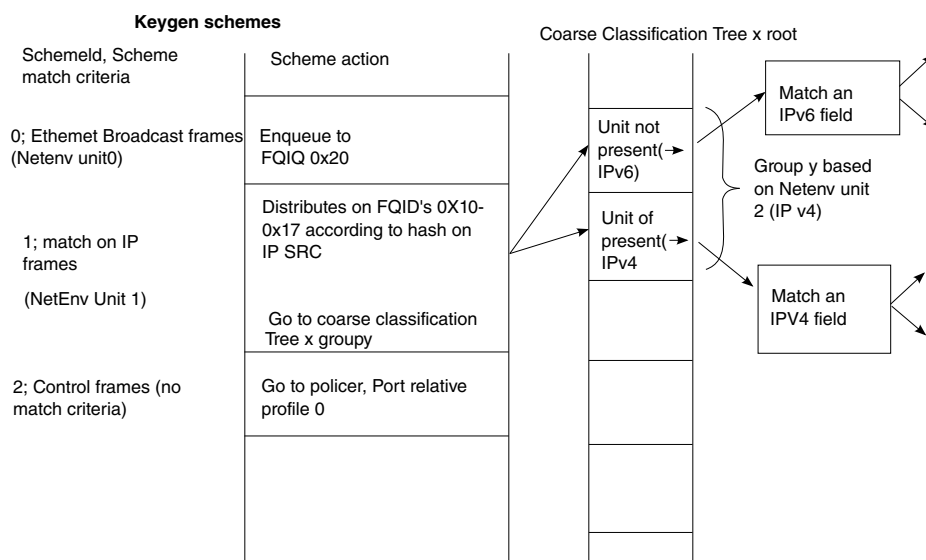 Keygen schemes
SchemeId, Scheme
match criteria
Scheme action
0; Ethemet Broadcast frames
(Netenv unit0)
Enqueue to
FQIQ 0x20
1; match on IP
frames
(NetEnv Unit 1)
Distributes on FQID's 0X10-
0x17 according to hash on
IP SRC
Go to coarse classification
Tree x groupy
2; Control frames (no
match criteria)
Go to policer, Port relative
profile 0
Coarse Classification Tree x root
Unit not
present(
IPv6)
Unit of
present(
IPv4
Group y based
on Netenv unit
2 (IP v4)
Match an
IPv6 field
Match an
IPV4 field